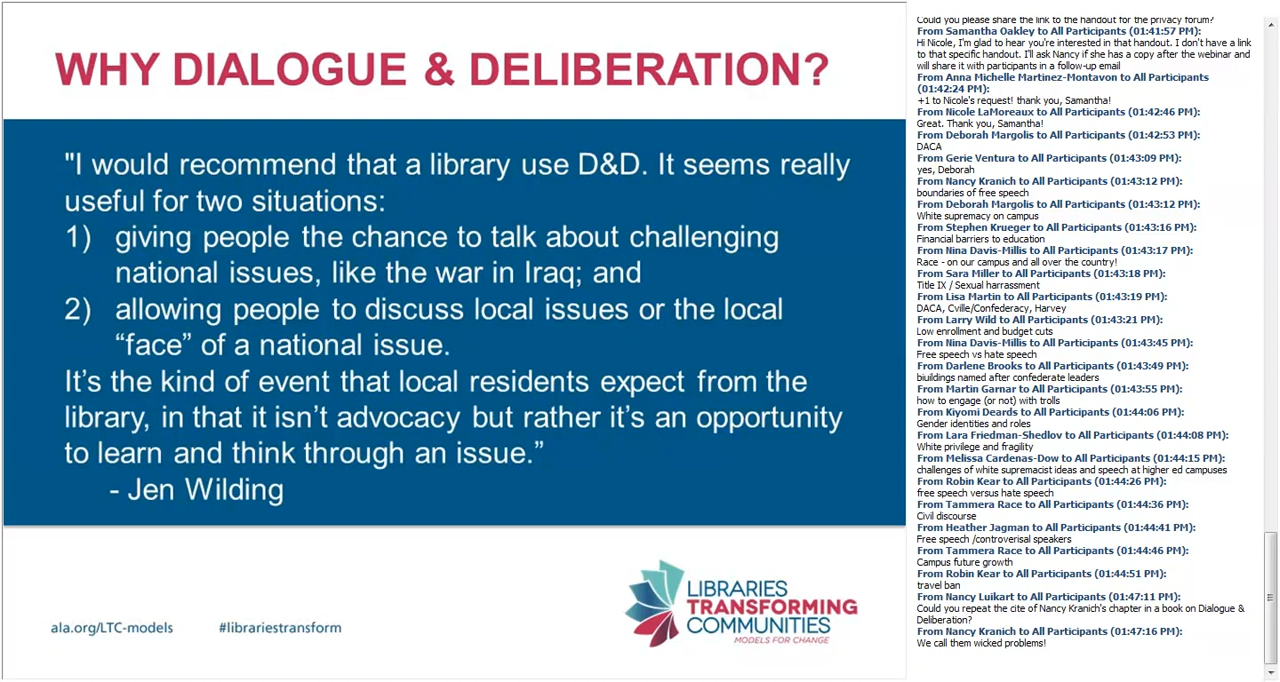 WHY DIALOGUE & DELIBERATION?
"I would recommend that a library use D&D. It seems really
useful for two situations:
1) giving people the chance to talk about challenging
national issues, like the war in Iraq; and
2) allowing people to discuss local issues or the local
“face” of a national issue.
It’s the kind of event that local residents expect from the
library, in that it isn’t advocacy but rather it’s an opportunity
to learn and think through an issue.”
- Jen Wilding
ala.org/LTC-models
#librariestransform
LIBRARIES
TRANSFORMING
COMMUNITIES
MODELS FOR CHANGE
Could you please share the link to the handout for the privacy forum?
From Samantha Oakley to All Participants (01:41:57 PM):
Hi Nicole, I'm glad to hear you're interested in that handout. I don't have a link
to that specific handout. I'll ask Nancy if she has a copy after the webinar and
will share it with participants in a follow-up email
From Anna Michelle Martinez-Montavon to All Participants
(01:42:24 PM):
+1 to Nicole's request! thank you, Samantha!
From Nicole LaMoreaux to All Participants (01:42:46 PM):
Great. Thank you, Samantha!
From Deborah Margolis to All Participants (01:42:53 PM):
DACA
From Gerie Ventura to All Participants (01:43:09 PM):
yes, Deborah
From Nancy Kranich to All Participants (01:43:12 PM):
boundaries of free speech
From Deborah Margolis to All Participants (01:43:12 PM):
White supremacy on campus
From Stephen Krueger to All Participants (01:43:16 PM):
Financial barriers to education
From Nina Davis-Millis to All Participants (01:43:17 PM):
Race - on our campus and all over the country!
From Sara Miller to All Participants (01:43:18 PM):
Title IX / Sexual harrassment
From Lisa Martin to All Participants (01:43:19 PM):
DACA, Cville/Confederacy, Harvey
From Larry Wild to All Participants (01:43:21 PM):
Low enrollment and budget cuts
From Nina Davis-Millis to All Participants (01:43:45 PM):
Free speech vs hate speech
From Darlene Brooks to All Participants (01:43:49 PM):
buildings named after confederate leaders
From Martin Garnar to All Participants (01:43:55 PM):
how to engage (or not) with trolls
From Kiyomi Deards to All Participants (01:44:06 PM):
Gender identities and roles
From Lara Friedman-Shedlov to All Participants (01:44:08 PM):
White privilege and fragility
From Melissa Cardenas-Dow to All Participants (01:44:15 PM):
challenges of white supremacist ideas and speech at higher ed campuses
From Robin Kear to All Participants (01:44:26 PM):
free speech versus hate speech
From Tammera Race to All Participants (01:44:36 PM):
Civil discourse
From Heather Jagman to All Participants (01:44:41 PM):
Free speech /controverisal speakers
From Tammera Race to All Participants (01:44:46 PM):
Campus future growth
From Robin Kear to All Participants (01:44:51 PM):
travel ban
From Nancy Luikart to All Participants (01:47:11 PM):
Could you repeat the cite of Nancy Kranich's chapter in a book on Dialogue &
Deliberation?
From Nancy Kranich to All Participants (01:47:16 PM):
We call them wicked problems!